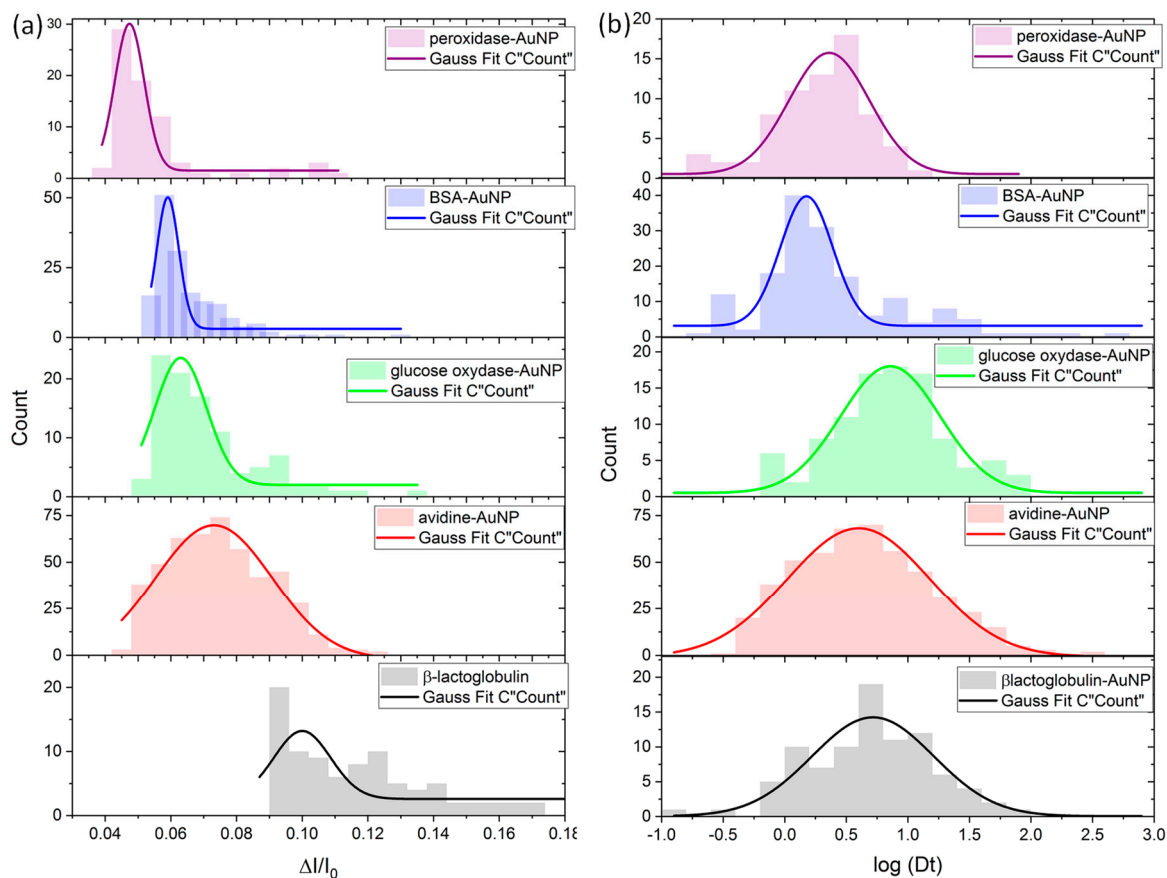 (a)
peroxidase-AuNP
Gauss Fit C"Count"
30
15
0
BSA-AuNP
Gauss Fit C"Count"
50
25
0
glucose oxydase-AuNP
Gauss Fit C"Count"
20
10
0
avidine-AuNP
Gauss Fit C"Count"
75
50
25
0
β-lactoglobulin
Gauss Fit C"Count"
20
10
0
Count
0.04 0.06 0.08 0.10 0.12 0.14 0.16 0.18
ΔI/I0
(b)
peroxidase-AuNP
Gauss Fit C"Count"
20
15
10
5
0
BSA-AuNP
Gauss Fit C"Count"
40
30
20
10
0
glucose oxydase-AuNP
Gauss Fit C"Count"
20
15
10
5
0
avidine-AuNP
Gauss Fit C"Count"
75
50
25
0
βlactoglobulin-AuNP
Gauss Fit C"Count"
20
15
10
5
0
Count
-1.0 -0.5 0.0 0.5 1.0 1.5 2.0 2.5 3.0
log (Dt)